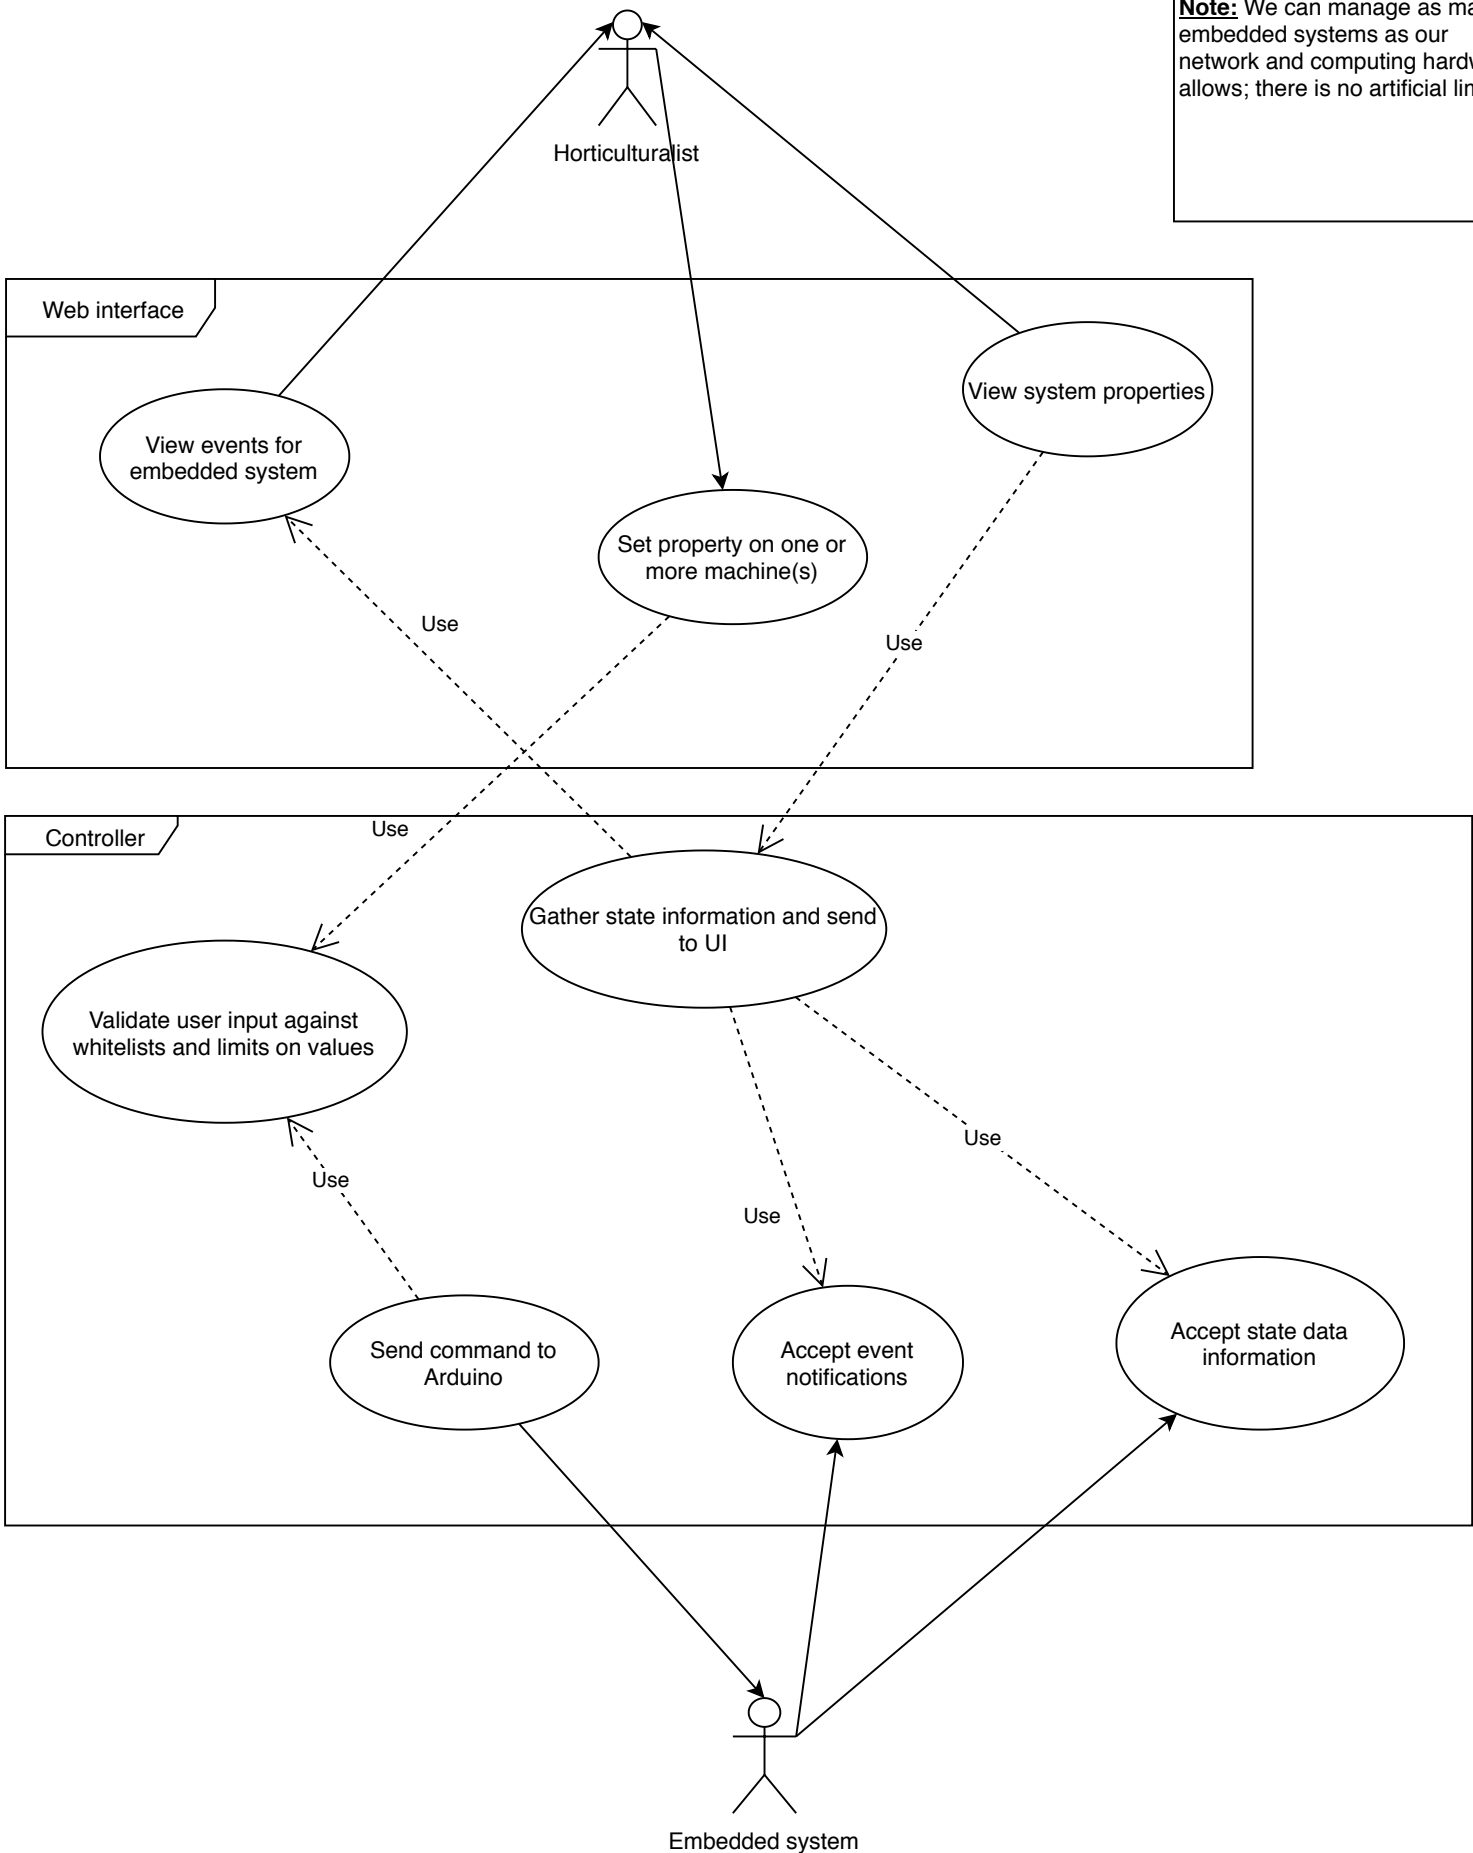 Note: We can manage as
embedded systems as our
network and computing
allows; there is no artificial
Horticulturalist
Web interface
View system properties
View events for
embedded system
Set property on one or
more machine(s)
Use
Use
Use
Controller
Gather state information and send
to UI
Validate user input against
whitelists and limits on values
Use
Use
Use
Accept state data
information
Send command to
Arduino
Accept event
notifications
Embedded system